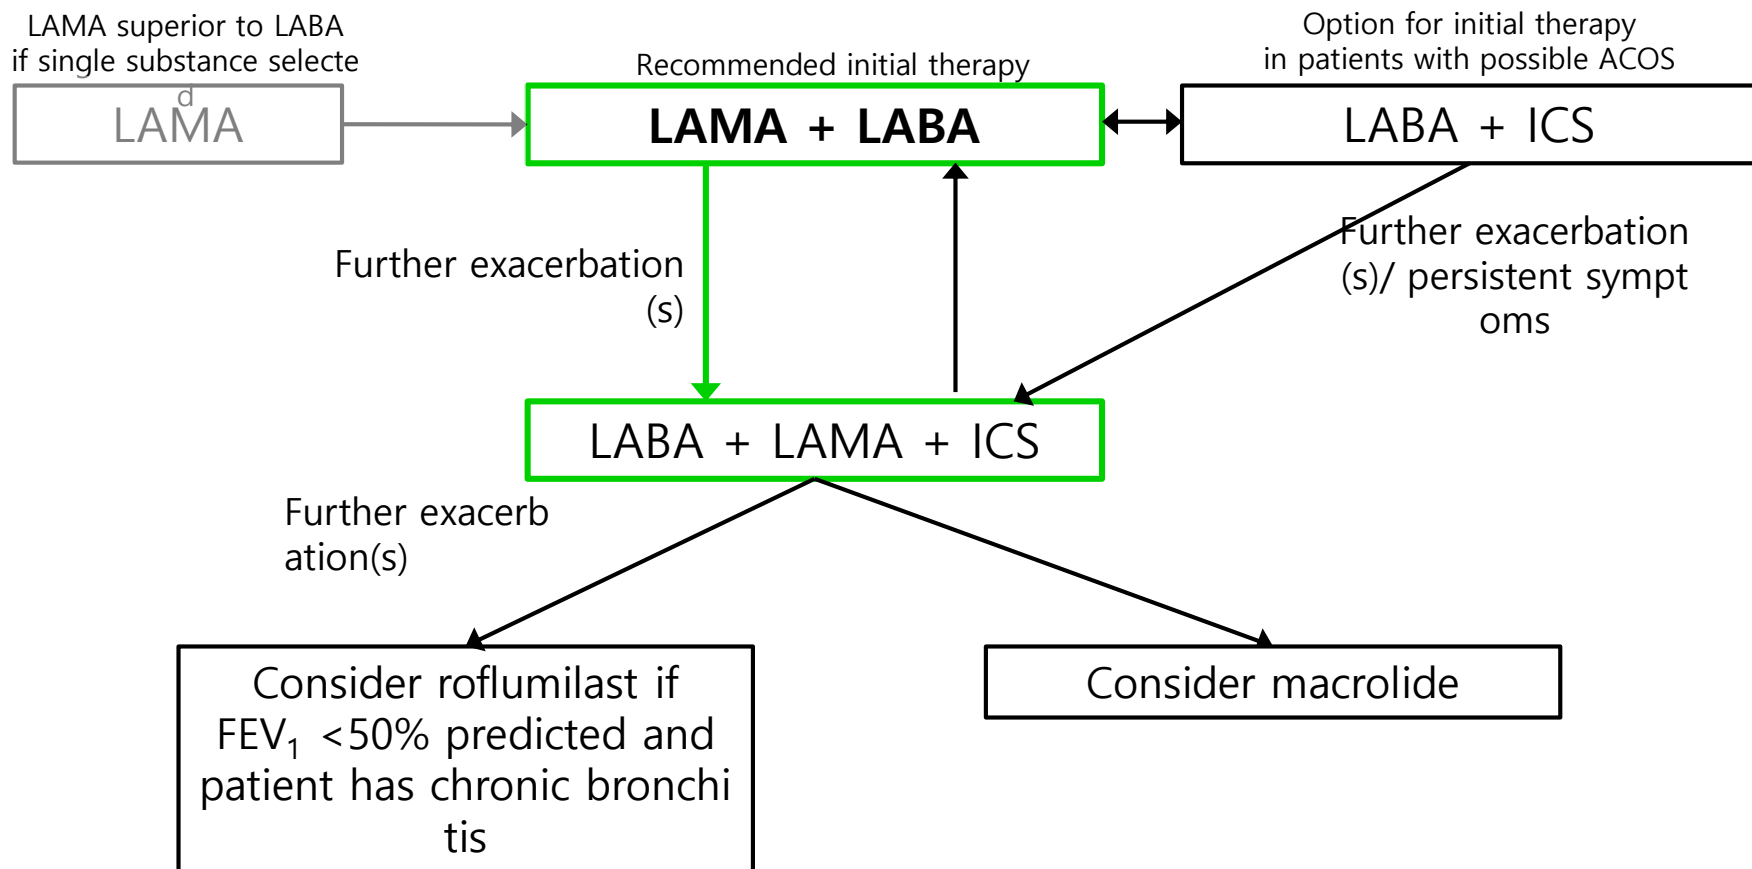 LAMA superior to LABA
if single substance selecte
d
LAMA
Recommended initial therapy
LAMA + LABA
Option for initial therapy
in patients with possible ACOS
LABA + ICS
Further exacerbation
(s)
Further exacerbation
(s)/ persistent sympt
oms
LABA + LAMA + ICS
Further exacerb
ation(s)
Consider roflumilast if
FEV₁ <50% predicted and
patient has chronic bronchi
tis
Consider macrolide